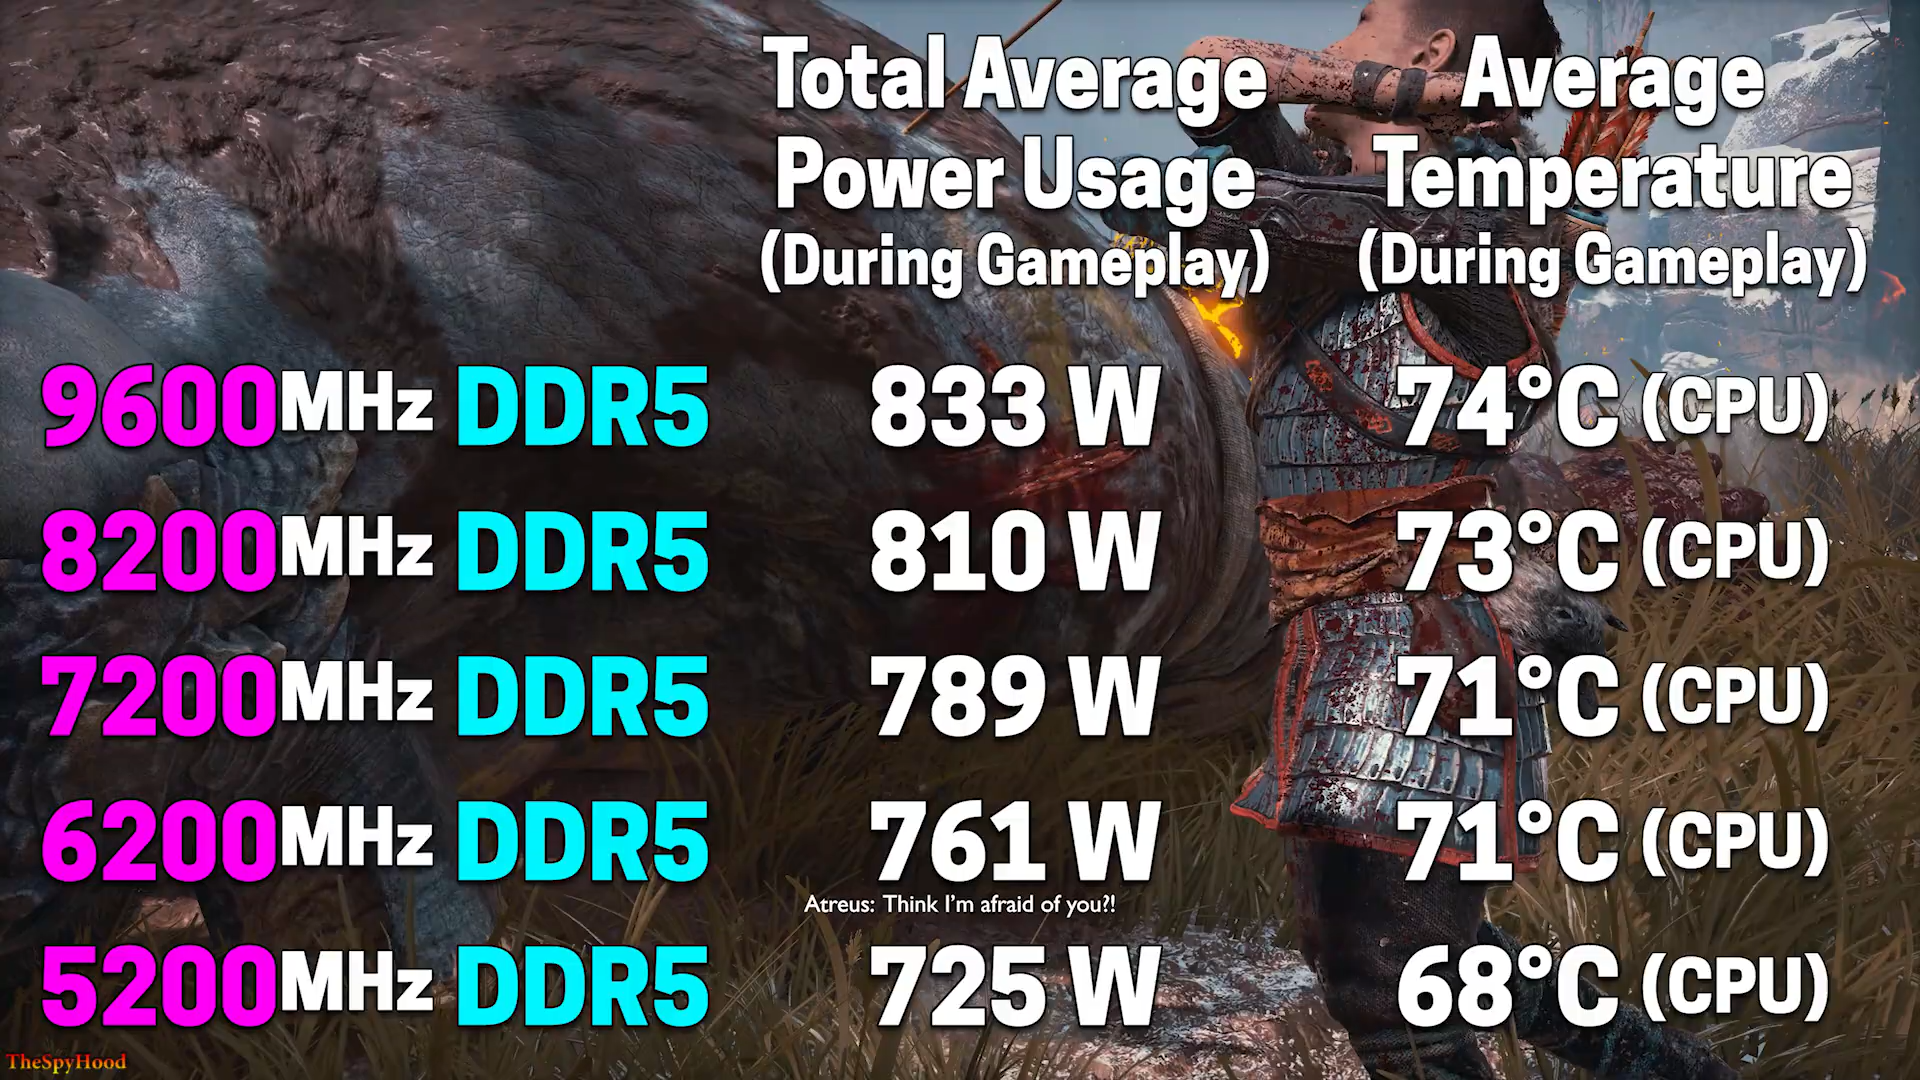 Total Average Average
Power Usage Temperature
(During Gameplay) (During Gameplay)
9600MHz DDR5 833 W 74°C (CPU)
8200MHz DDR5 810 W 73°C (CPU)
7200MHz DDR5 789 W 71°C (CPU)
6200MHz DDR5 761 W 71°C (CPU)
Atreus: Think I'm afraid of you?!
5200MHz DDR5 725 W 68°C (CPU)
TheSpyHood